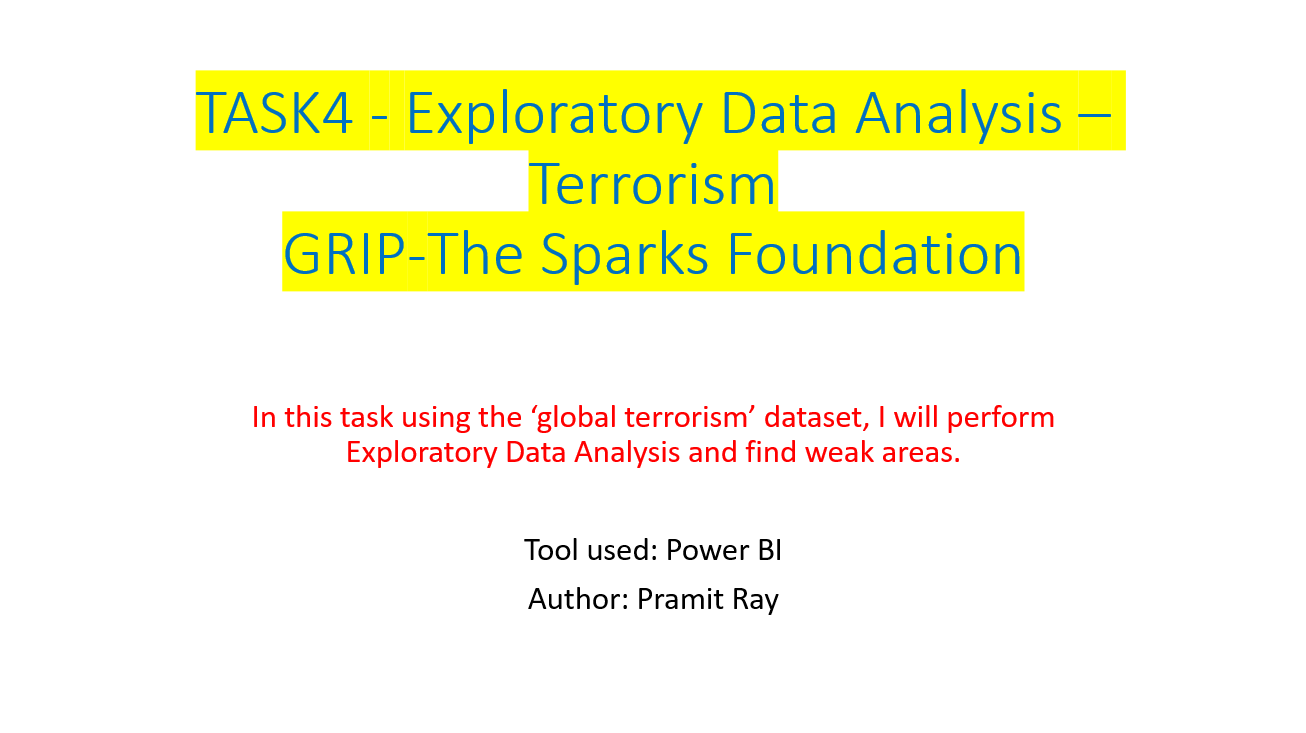 TASK4 - Exploratory Data Analysis –
Terrorism
GRIP-The Sparks Foundation
In this task using the ‘global terrorism’ dataset, I will perform
Exploratory Data Analysis and find weak areas.
Tool used: Power BI
Author: Pramit Ray